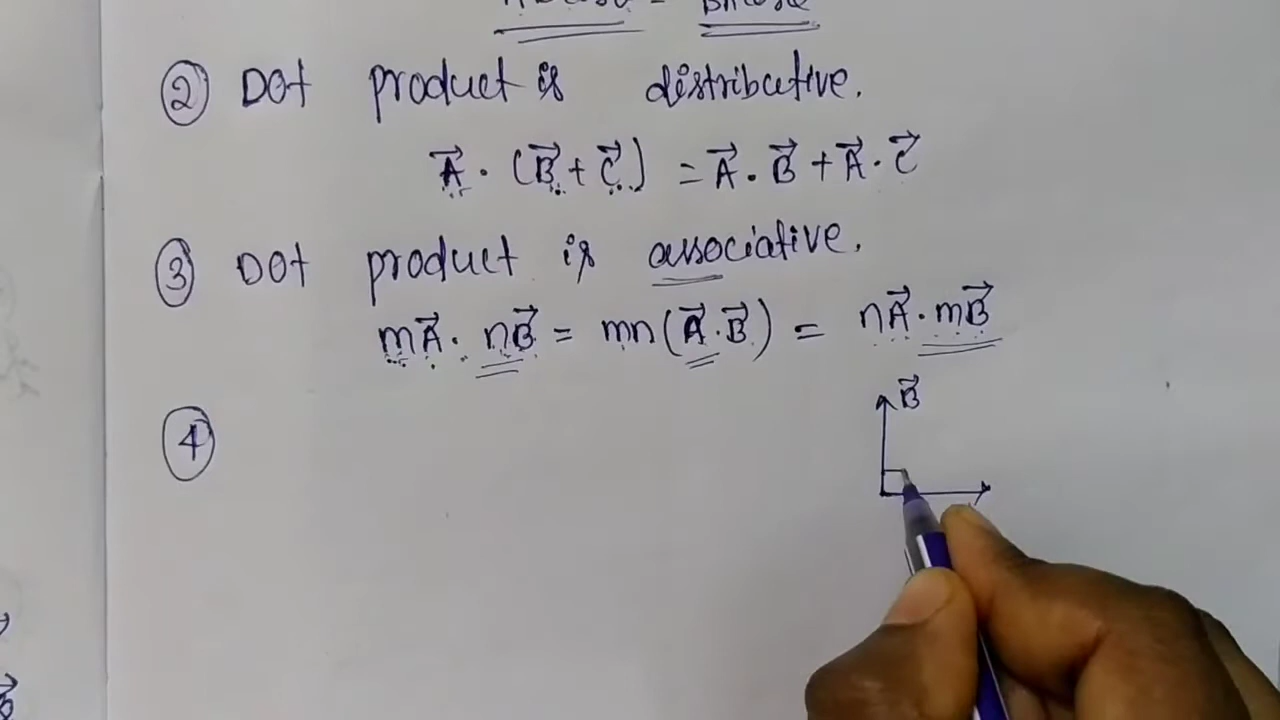 ② Dot product is distributive.
A⃗ · (B⃗ + C⃗) = A⃗ · B⃗ + A⃗ · C⃗
③ Dot product is associative.
mA⃗ · nB⃗ = mn(A⃗ · B⃗) = nA⃗ · mB⃗
④
B⃗